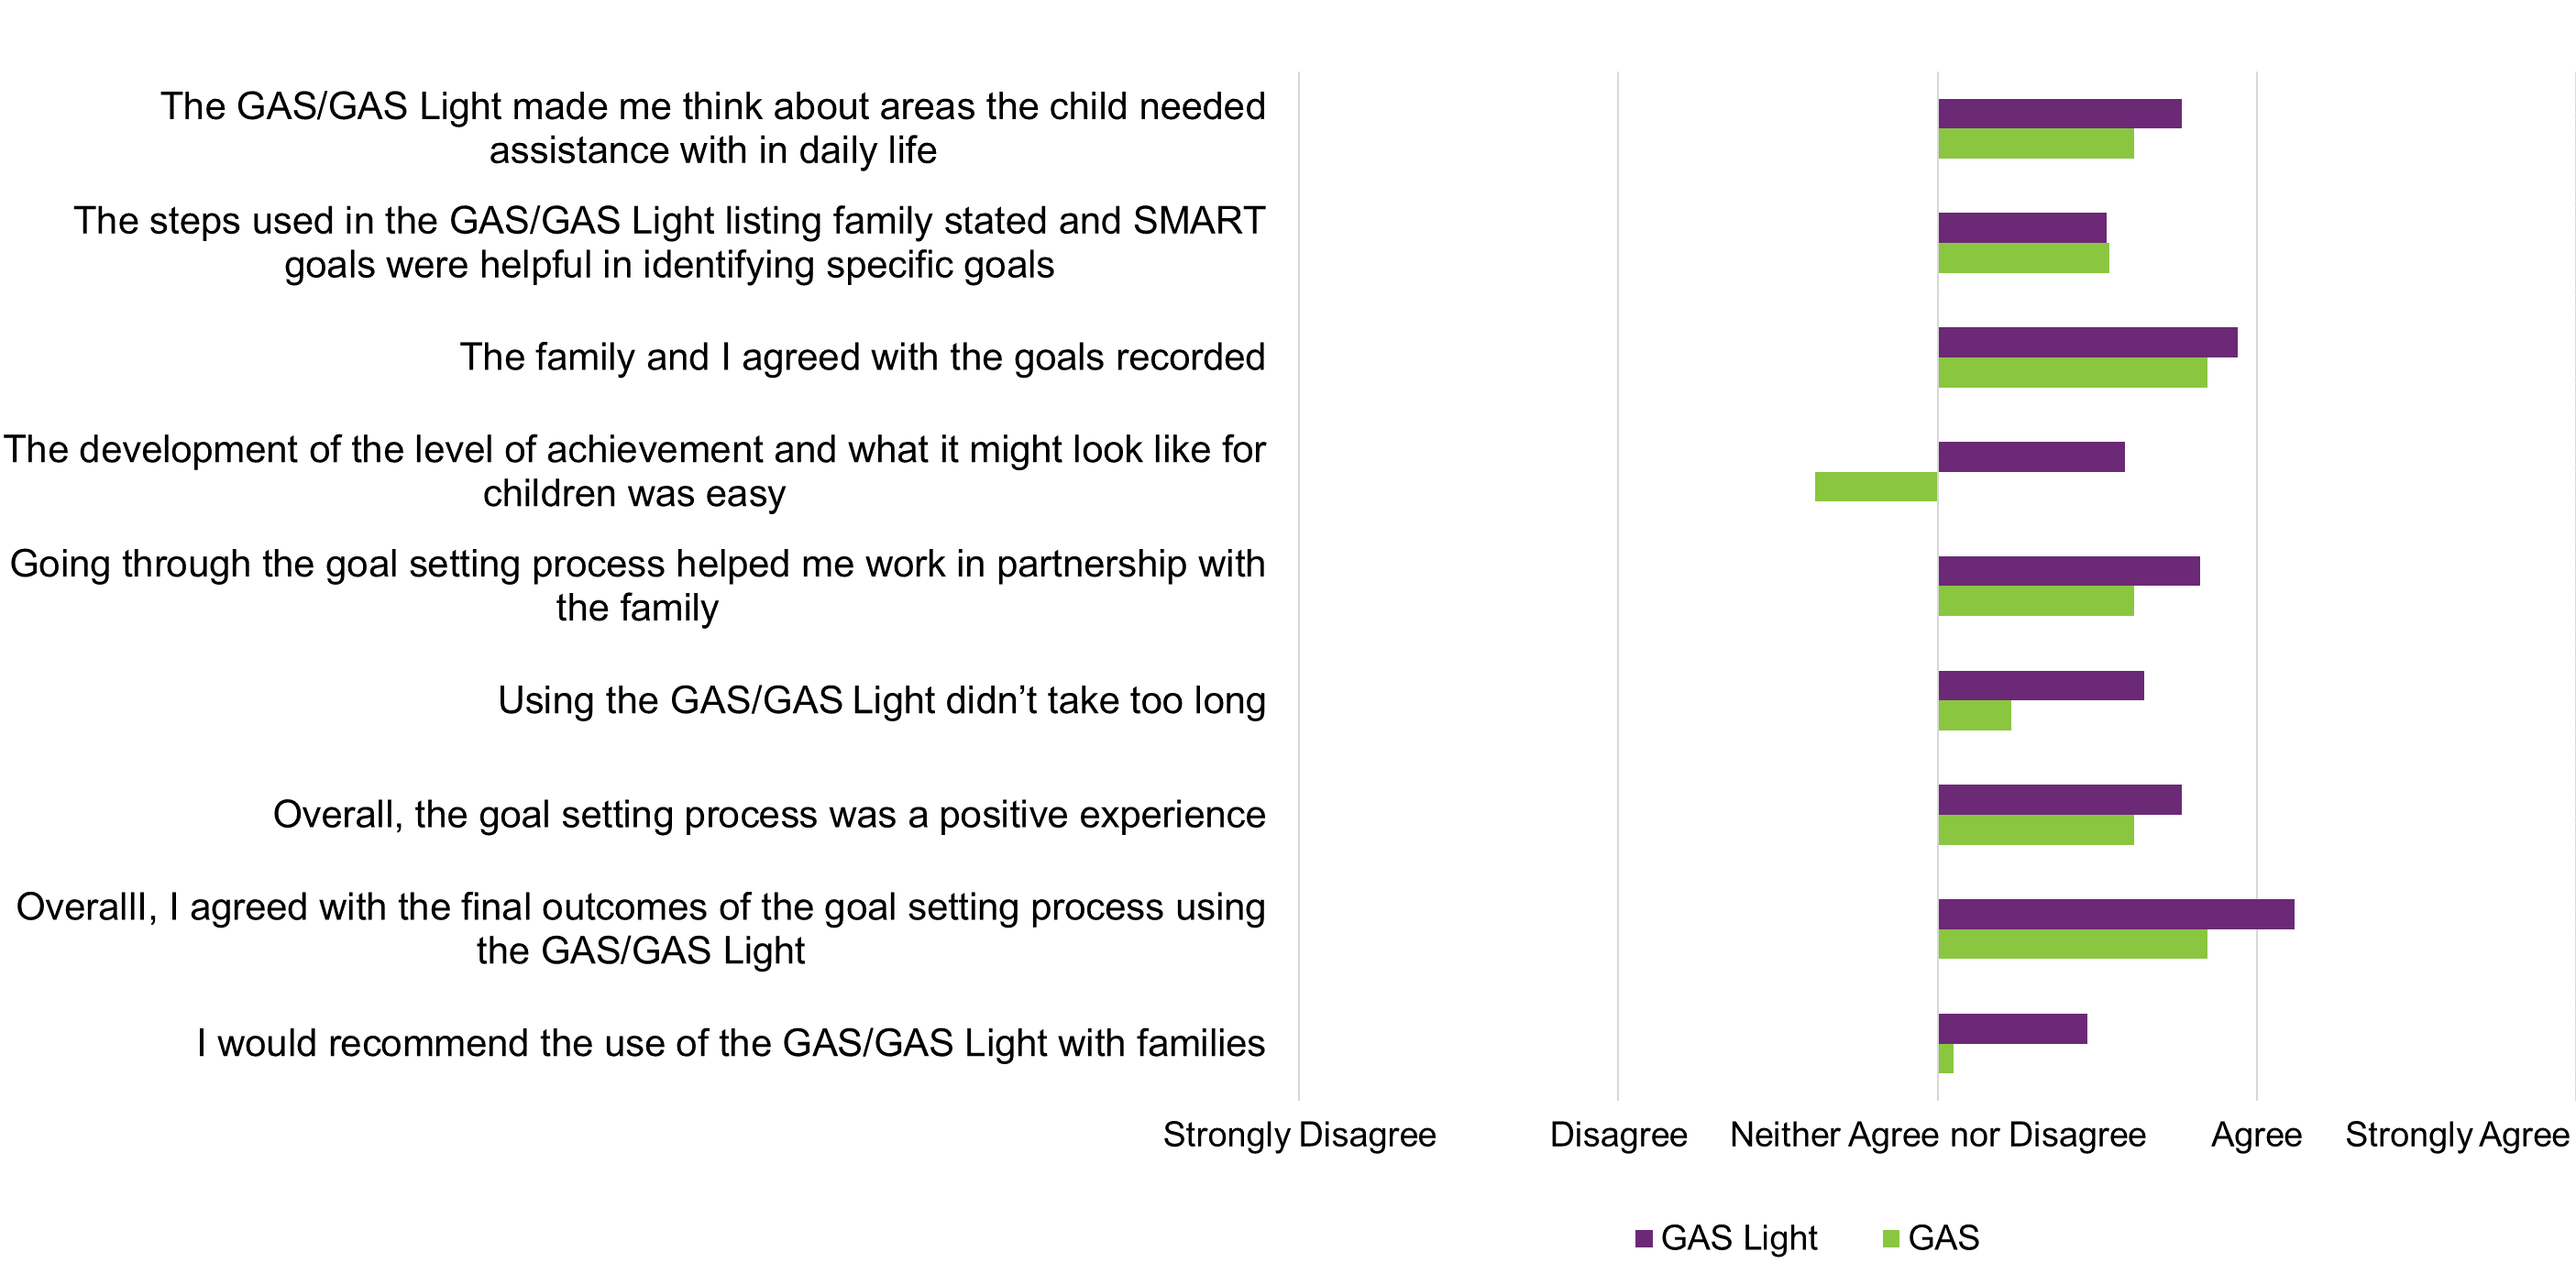 The GAS/GAS Light made me think about areas the child needed
assistance with in daily life
The steps used in the GAS/GAS Light listing family stated and SMART
goals were helpful in identifying specific goals
The family and I agreed with the goals recorded
The development of the level of achievement and what it might look like for
children was easy
Going through the goal setting process helped me work in partnership with
the family
Using the GAS/GAS Light didn’t take too long
Overall, the goal setting process was a positive experience
OverallI, I agreed with the final outcomes of the goal setting process using
the GAS/GAS Light
I would recommend the use of the GAS/GAS Light with families
Strongly Disagree Disagree Neither Agree nor Disagree Agree Strongly Agree
GAS Light GAS